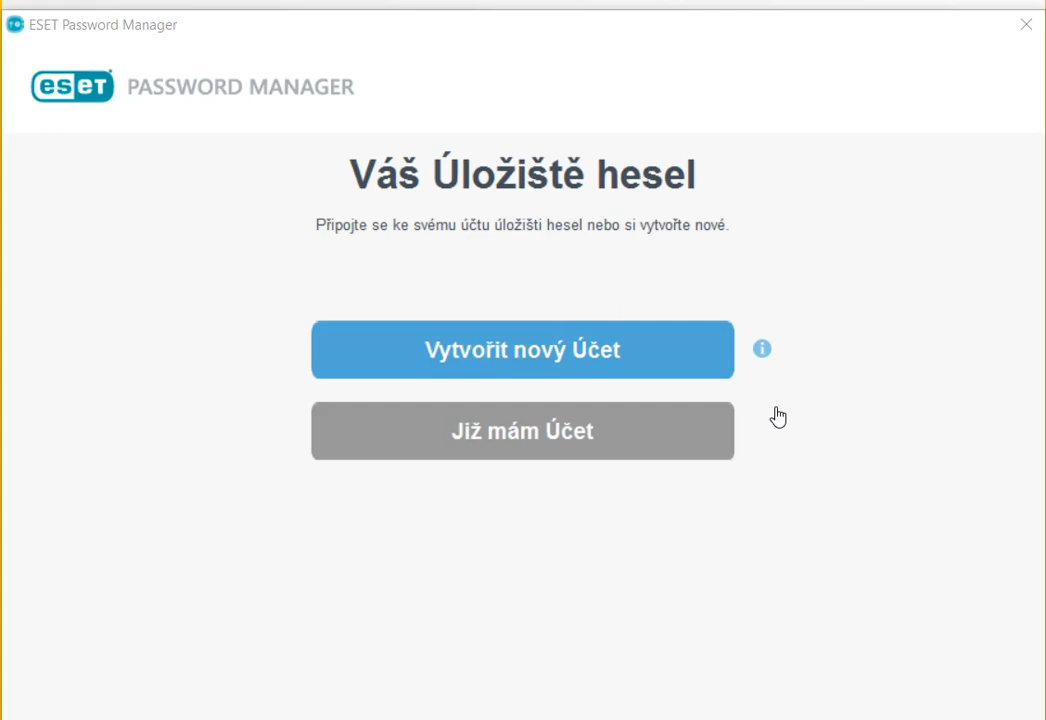 ESET Password Manager
eseT PASSWORD MANAGER
Váš Úložiště hesel
Připojte se ke svému účtu úložišti hesel nebo si vytvořte nové.
Vytvořit nový Účet
Již mám Účet